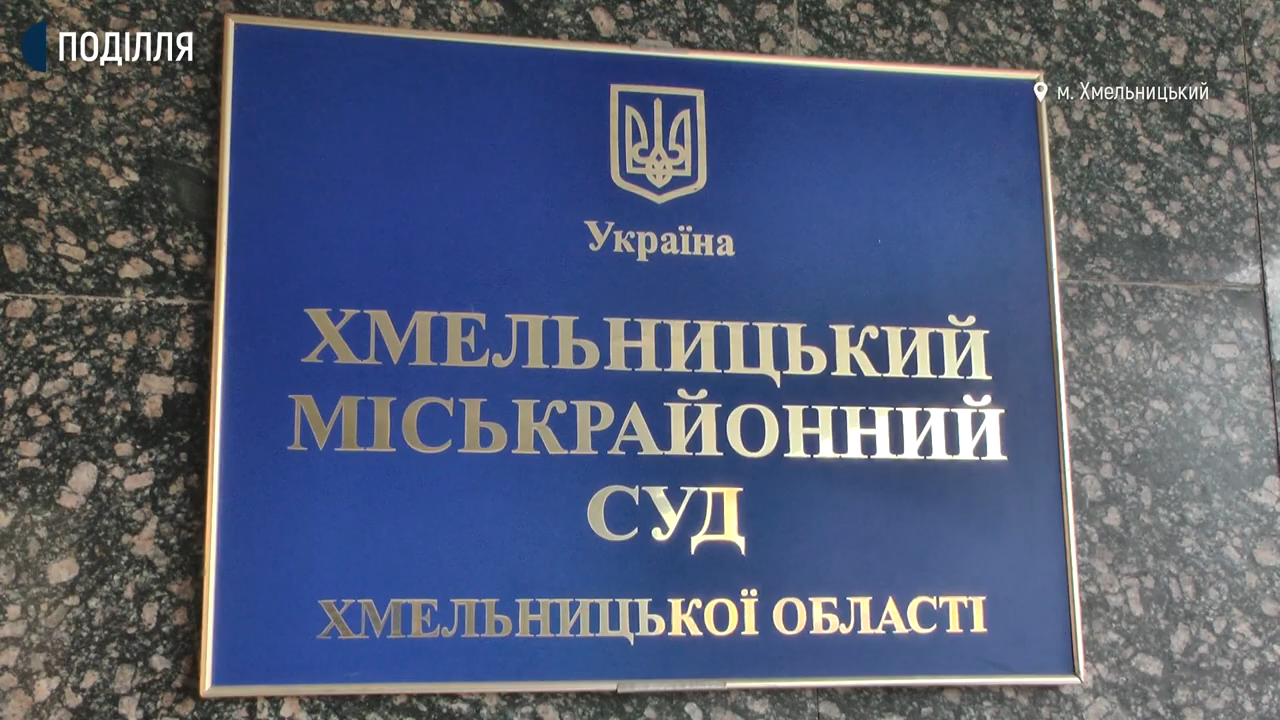 ПОДІЛЛЯ
м. Хмельницький
Україна
ХМЕЛЬНИЦЬКИЙ
МІСЬКРАЙОННИЙ
СУД
ХМЕЛЬНИЦЬКОЇ ОБЛАСТІ